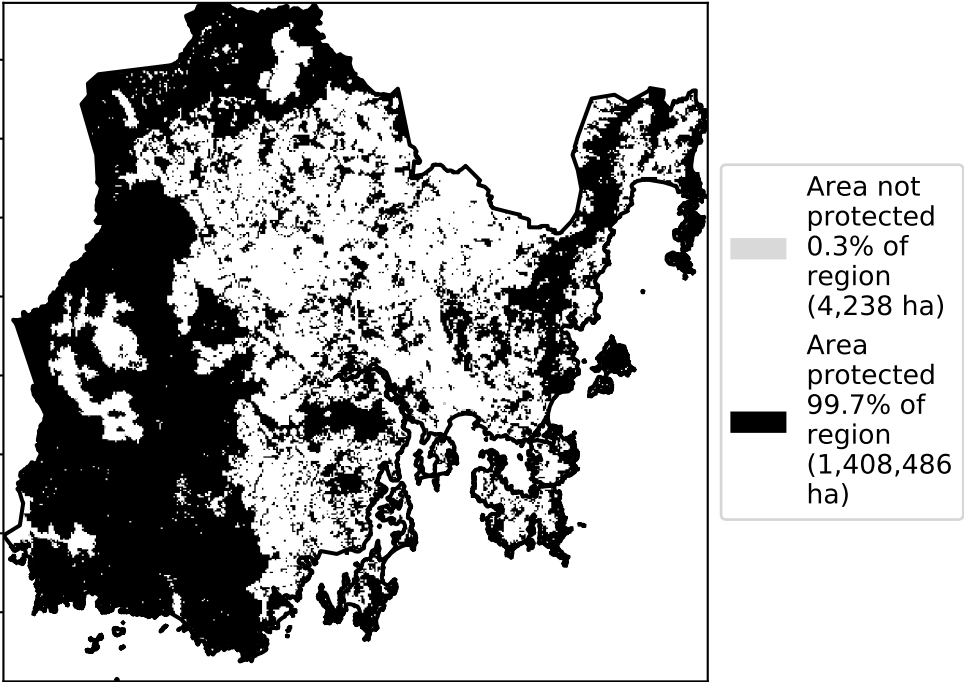 Area not
protected
0.3% of
region
(4,238 ha)
Area
protected
99.7% of
region
(1,408,486
ha)